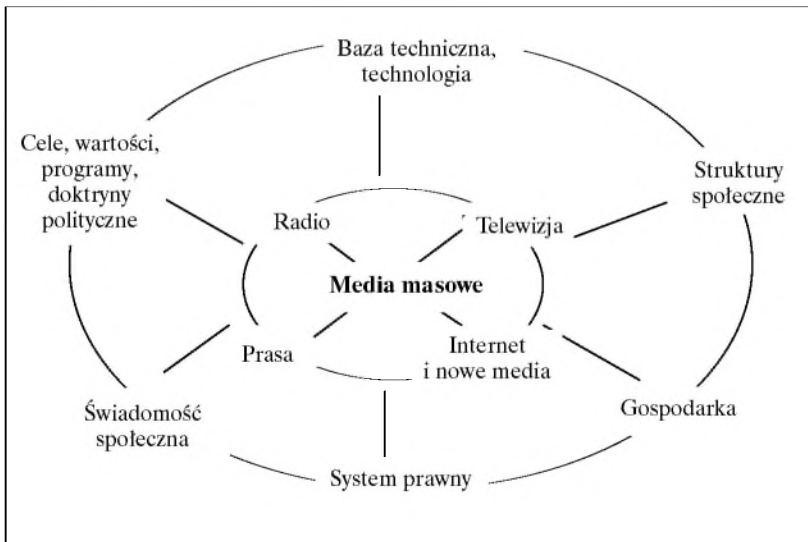 Baza techniczna,
technologia
Cele, wartości,
programy,
doktryny
polityczne
Struktury
społeczne
Radio
Telewizja
Media masowe
Prasa
Internet
i nowe media
Świadomość
społeczna
Gospodarka
System prawny